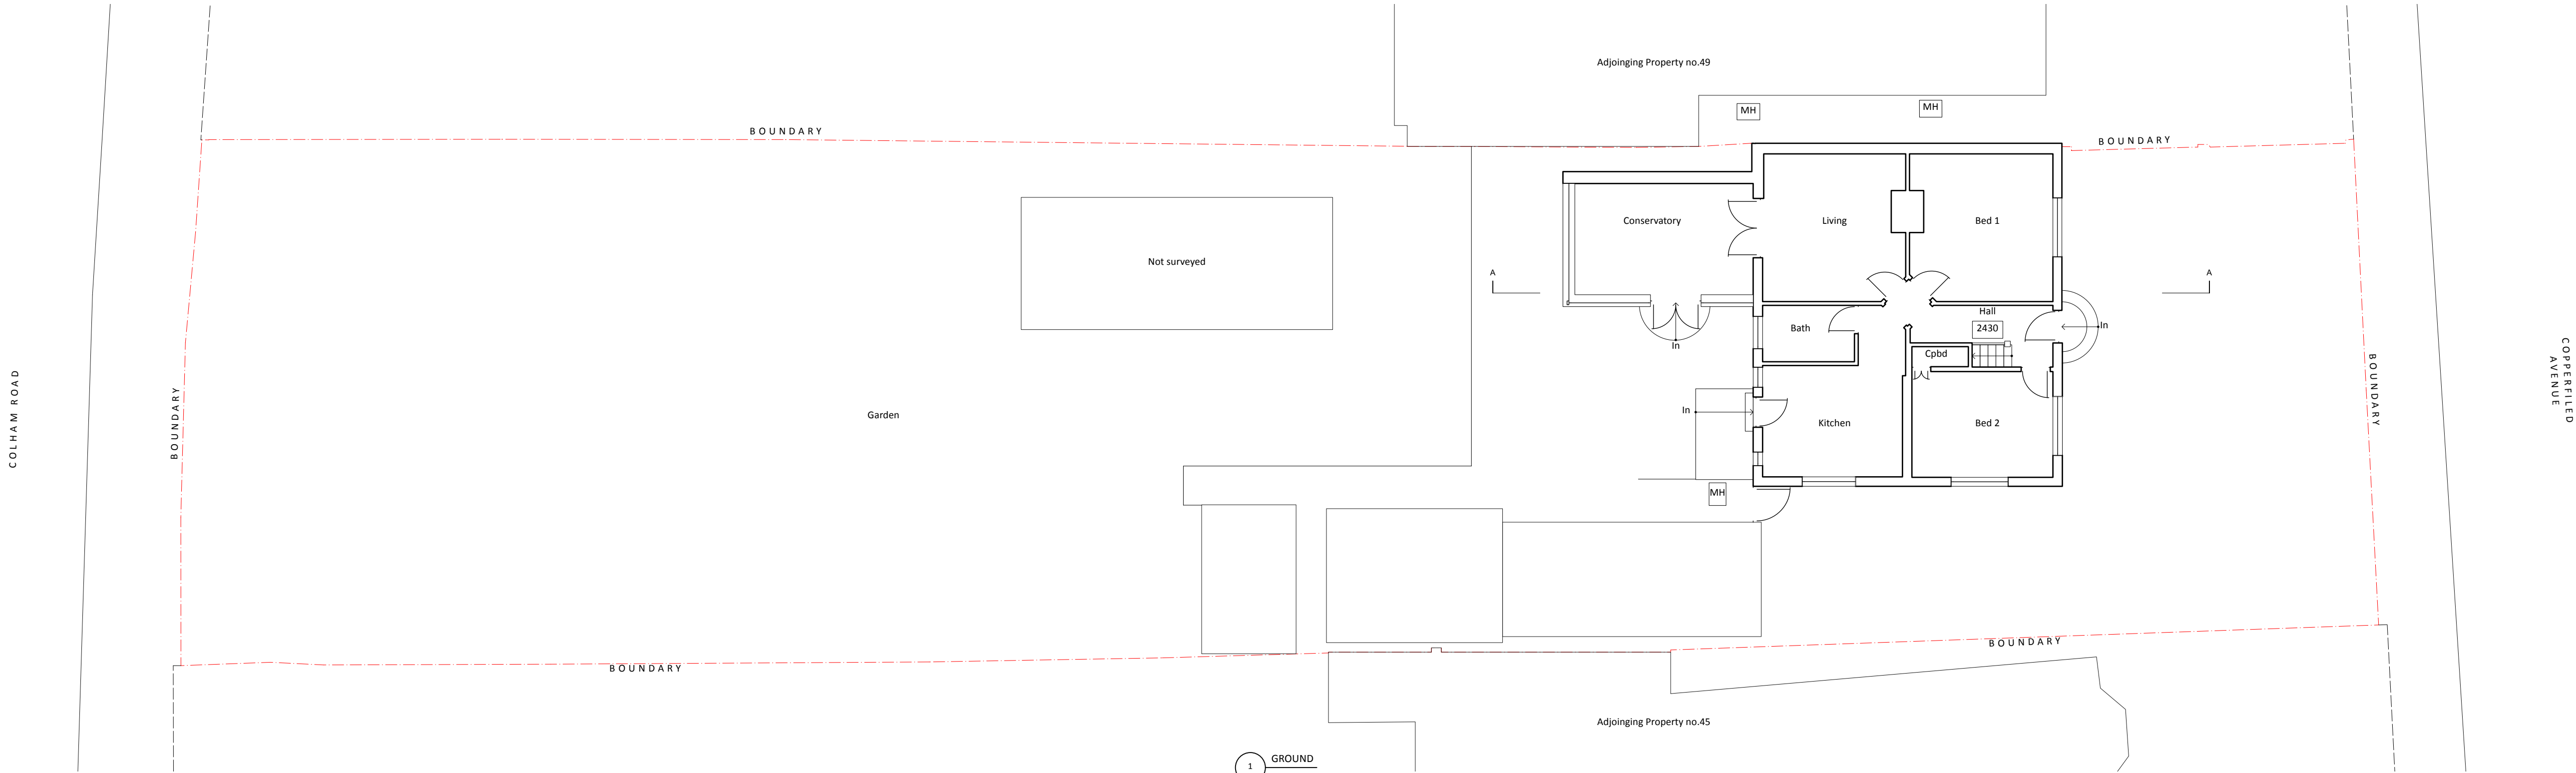 Adjoinging Property no.49
MH
MH
BOUNDARY
BOUNDARY
Conservatory
Living
Bed 1
Not surveyed
A
A
Hall
2430
In
Bath
In
Cpbd
COLHAM ROAD
BOUNDARY
BOUNDARY
COPPERFILED
AVENUE
Garden
In
Kitchen
Bed 2
MH
BOUNDARY
BOUNDARY
Adjoinging Property no.45
1
GROUND